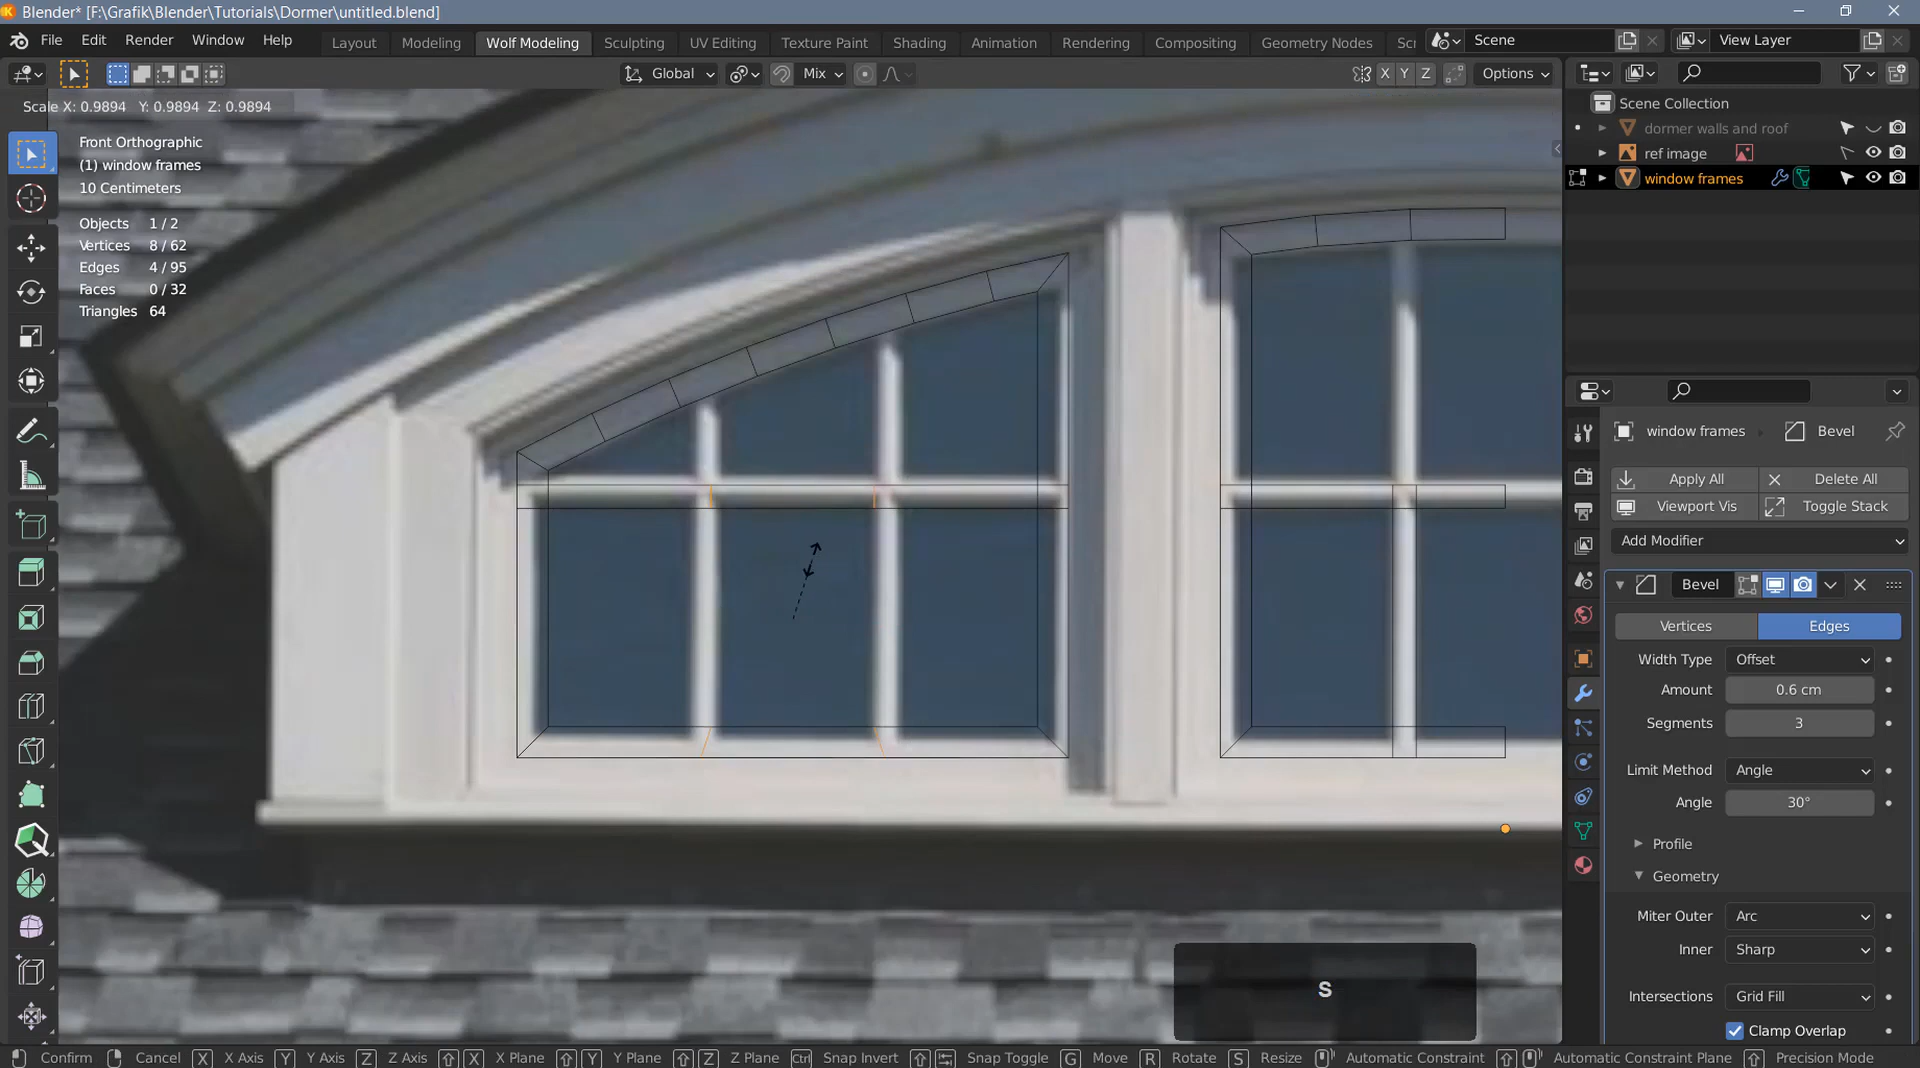 Blender* [F:\Grafik\Blender\Tutorials\Dormer\untitled.blend]
File Edit Render Window Help Layout Modeling Wolf Modeling Sculpting UV Editing Texture Paint Shading Animation Rendering Compositing Geometry Nodes Sc Scene View Layer
Global Mix X Y Z Options
Scale X: 0.9894 Y: 0.9894 Z: 0.9894
Scene Collection
dormer walls and roof
ref image
window frames
Front Orthographic
(1) window frames
10 Centimeters
Objects 1 / 2
Vertices 8 / 62
Edges 4 / 95
Faces 0 / 32
Triangles 64
window frames Bevel
Apply All Delete All
Viewport Vis Toggle Stack
Add Modifier
Bevel
Vertices Edges
Width Type Offset
Amount 0.6 cm
Segments 3
Limit Method Angle
Angle 30°
Profile
Geometry
Miter Outer Arc
Inner Sharp
Intersections Grid Fill
Clamp Overlap
S
Confirm Cancel X X Axis Y Y Axis Z Z Axis X X Plane Y Y Plane Z Z Plane Ctrl Snap Invert Snap Toggle G Move R Rotate S Resize Automatic Constraint Automatic Constraint Plane Precision Mode